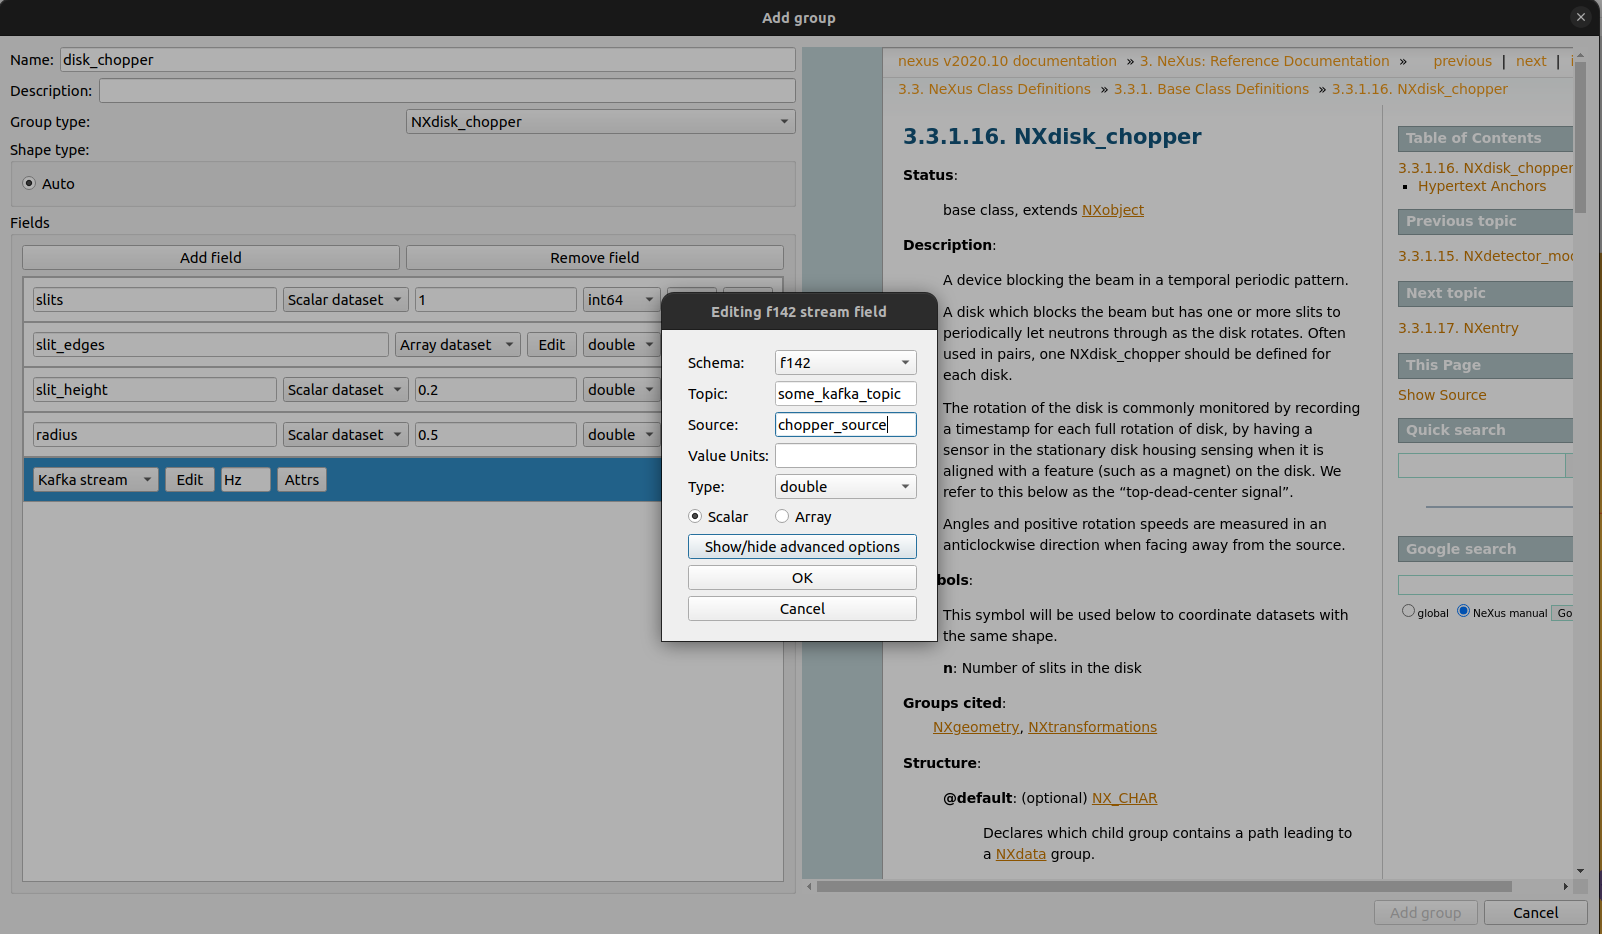 Add group
Name: disk_chopper
Description:
Group type: NXdisk_chopper
Shape type:
Auto
Fields
Add field Remove field
slits Scalar dataset 1 int64
slit_edges Array dataset Edit double
slit_height Scalar dataset 0.2 double
radius Scalar dataset 0.5 double
Kafka stream Edit Hz Attrs
Editing f142 stream field
Schema: f142
Topic: some_kafka_topic
Source: chopper_source
Value Units:
Type: double
Scalar Array
Show/hide advanced options
OK
Cancel
nexus v2020.10 documentation » 3. NeXus: Reference Documentation » previous | next |
3.3. NeXus Class Definitions » 3.3.1. Base Class Definitions » 3.3.1.16. NXdisk_chopper
3.3.1.16. NXdisk_chopper
Status:
base class, extends NXobject
Description:
A device blocking the beam in a temporal periodic pattern.
A disk which blocks the beam but has one or more slits to
periodically let neutrons through as the disk rotates. Often
used in pairs, one NXdisk_chopper should be defined for
each disk.
The rotation of the disk is commonly monitored by recording
a timestamp for each full rotation of disk, by having a
sensor in the stationary disk housing sensing when it is
aligned with a feature (such as a magnet) on the disk. We
refer to this below as the “top-dead-center signal”.
Angles and positive rotation speeds are measured in an
anticlockwise direction when facing away from the source.
bols:
This symbol will be used below to coordinate datasets with
the same shape.
n: Number of slits in the disk
Groups cited:
NXgeometry, NXtransformations
Structure:
@default: (optional) NX_CHAR
Declares which child group contains a path leading to
a NXdata group.
Table of Contents
3.3.1.16. NXdisk_chopper
Hypertext Anchors
Previous topic
3.3.1.15. NXdetector_mod
Next topic
3.3.1.17. NXentry
This Page
Show Source
Quick search
Google search
global NeXus manual Go
Add group Cancel